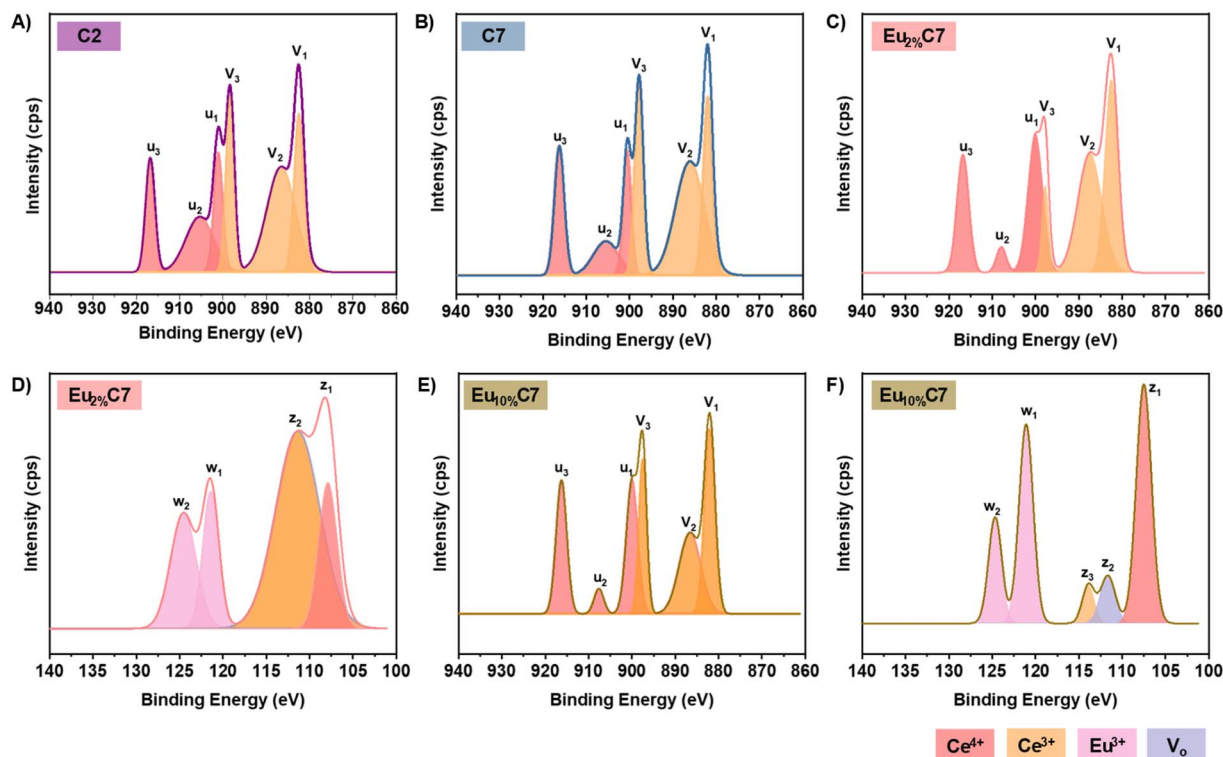 A)
C2
Intensity (cps)
u3
u2
u1
V3
V2
V1
940 930 920 910 900 890 880 870 860
Binding Energy (eV)
B)
C7
Intensity (cps)
u3
u2
u1
V3
V2
V1
940 930 920 910 900 890 880 870 860
Binding Energy (eV)
C)
Eu2%C7
Intensity (cps)
u3
u2
u1
V3
V2
V1
940 930 920 910 900 890 880 870 860
Binding Energy (eV)
D)
Eu2%C7
Intensity (cps)
w2
w1
z2
z1
140 135 130 125 120 115 110 105 100
Binding Energy (eV)
E)
Eu10%C7
Intensity (cps)
u3
u2
u1
V3
V2
V1
940 930 920 910 900 890 880 870 860
Binding Energy (eV)
F)
Eu10%C7
Intensity (cps)
w2
w1
z3
z2
z1
140 135 130 125 120 115 110 105 100
Binding Energy (eV)
Ce4+ Ce3+ Eu3+ Vo